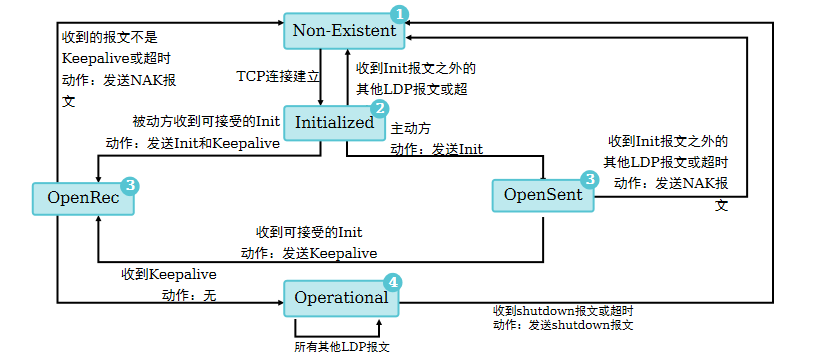 1
Non-Existent
收到的报文不是
Keepalive或超时
动作：发送NAK报
文
TCP连接建立
收到Init报文之外的
其他LDP报文或超
2
Initialized
被动方收到可接受的Init
动作：发送Init和Keepalive
主动方
动作：发送Init
收到Init报文之外的
其他LDP报文或超时
动作：发送NAK报
文
3
OpenRec
3
OpenSent
收到可接受的Init
动作：发送Keepalive
收到Keepalive
动作：无
4
Operational
收到shutdown报文或超时
动作：发送shutdown报文
所有其他LDP报文